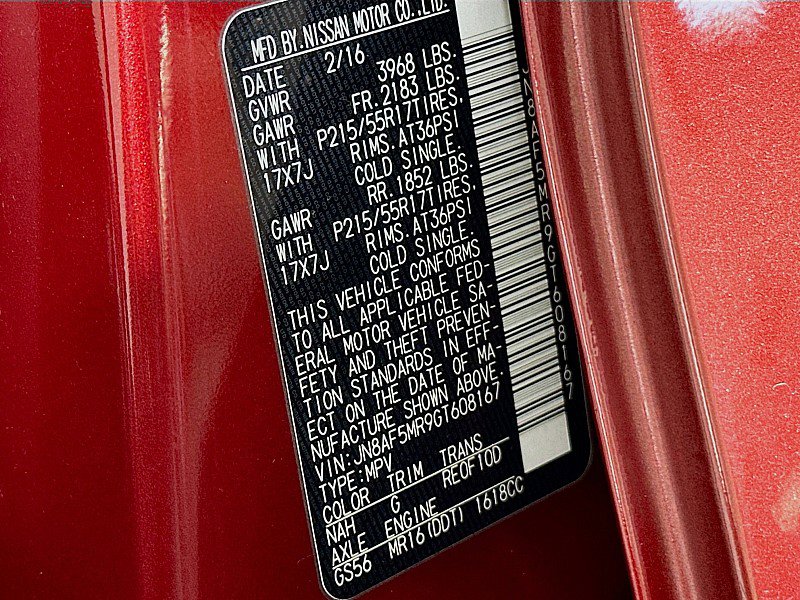 MFD BY.NISSAN MOTOR CO.,LTD.
DATE 2/16
GVWR 3968 LBS.
GAWR FR.2183 LBS.
WITH P215/55R17TIRES.
17X7J RIMS.AT36PSI
COLD SINGLE.
GAWR RR.1852 LBS.
WITH P215/55R17TIRES.
17X7J RIMS.AT36PSI
COLD SINGLE.
THIS VEHICLE CONFORMS
TO ALL APPLICABLE FED-
ERAL MOTOR VEHICLE SA-
FETY AND THEFT PREVEN-
TION STANDARDS IN EFF-
ECT ON THE DATE OF MA-
NUFACTURE SHOWN ABOVE.
VIN:JN8AF5MR9GT608167
TYPE:MPV
COLOR TRIM TRANS
NAH G RE0F10D
AXLE ENGINE
GS56 MR16(DDT) 1618CC
JN8AF5MR9GT608167